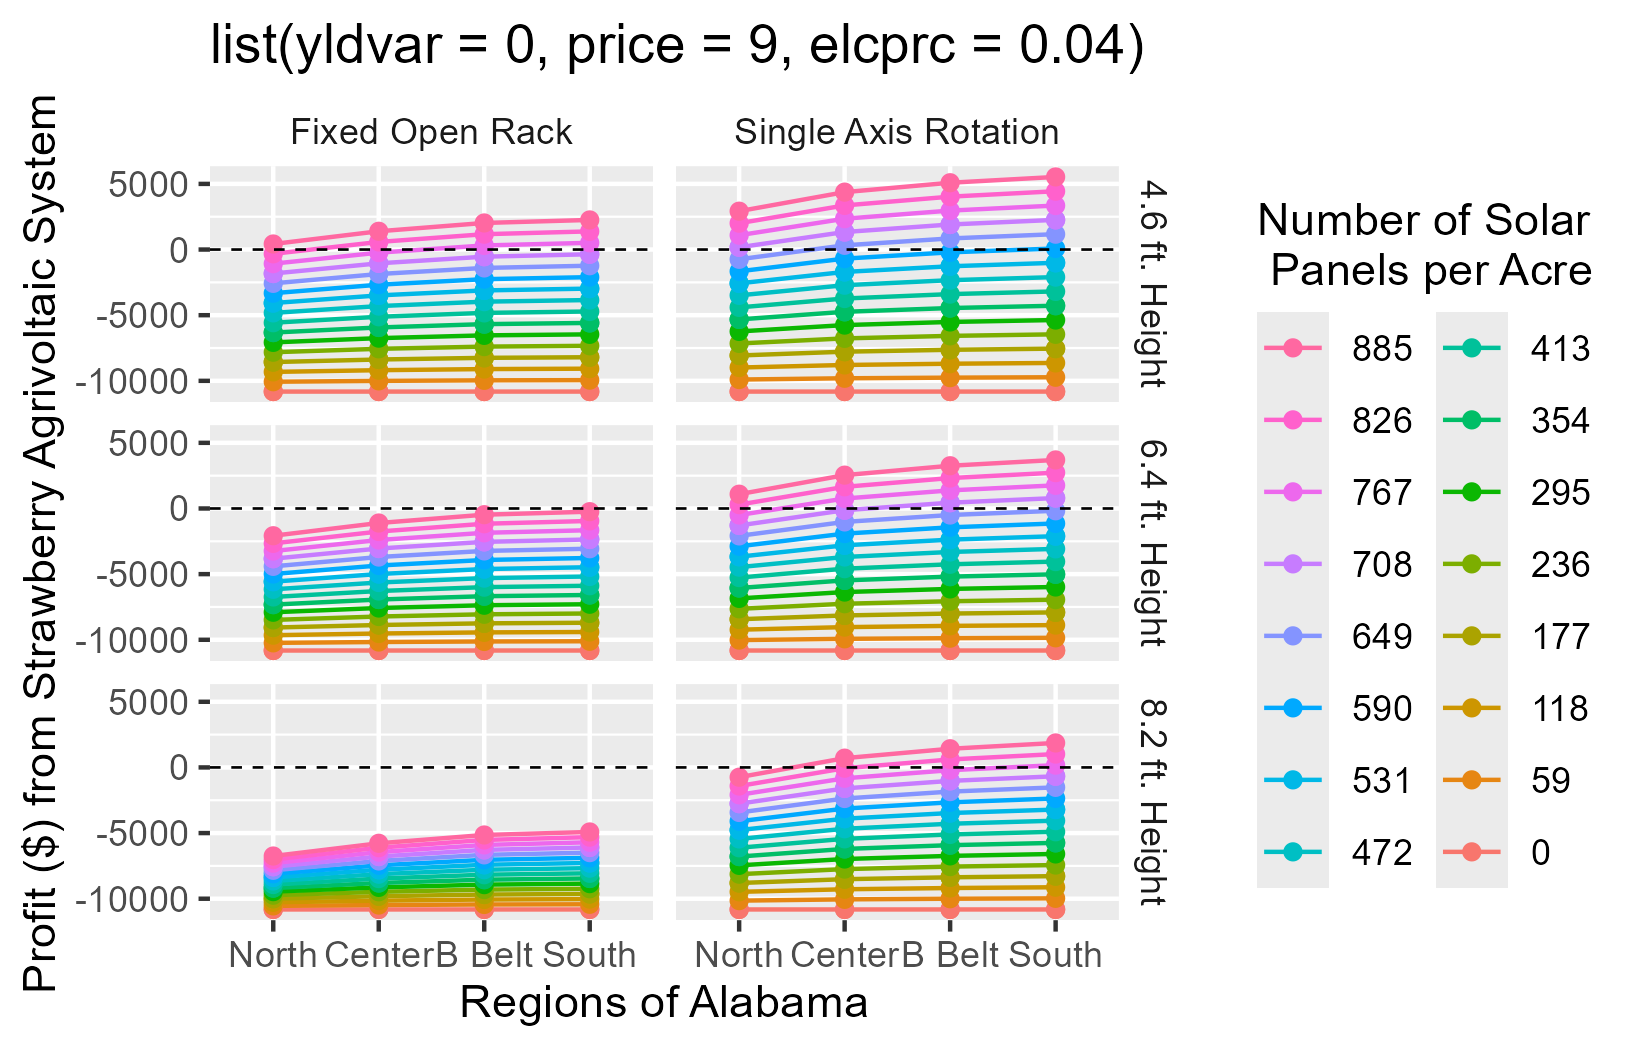 list(yldvar = 0, price = 9, elcprc = 0.04)
Fixed Open Rack
Single Axis Rotation
Profit ($) from Strawberry Agrivoltaic System
5000
0
-5000
-10000
4.6 ft. Height
5000
0
-5000
-10000
6.4 ft. Height
5000
0
-5000
-10000
8.2 ft. Height
North Center B Belt South
North Center B Belt South
Regions of Alabama
Number of Solar
Panels per Acre
885
826
767
708
649
590
531
472
413
354
295
236
177
118
59
0